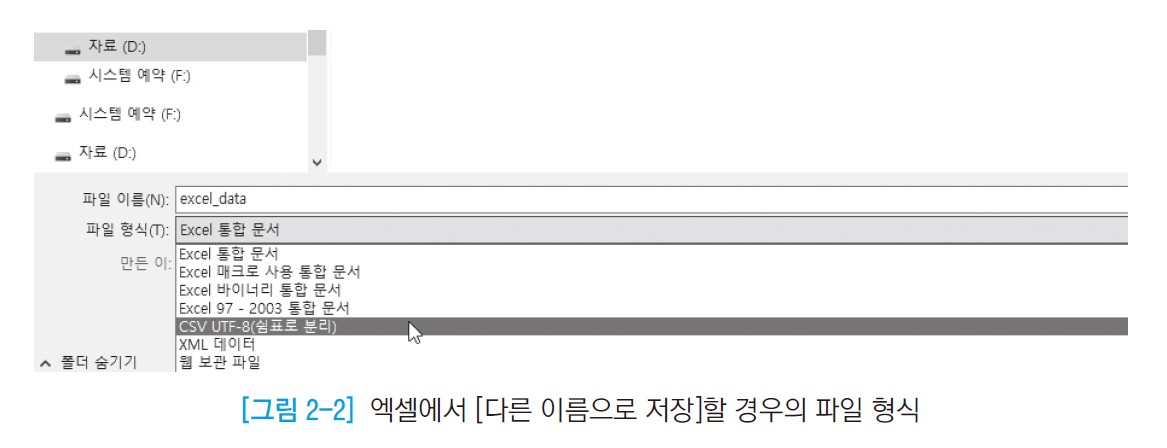 자료 (D:)
시스템 예약 (F:)
시스템 예약 (F:)
자료 (D:)
파일 이름(N): excel_data
파일 형식(T): Excel 통합 문서
만든 이: Excel 통합 문서
Excel 매크로 사용 통합 문서
Excel 바이너리 통합 문서
Excel 97 - 2003 통합 문서
CSV UTF-8(쉼표로 분리)
XML 데이터
폴더 숨기기 웹 보관 파일
[그림 2-2] 엑셀에서 [다른 이름으로 저장]할 경우의 파일 형식